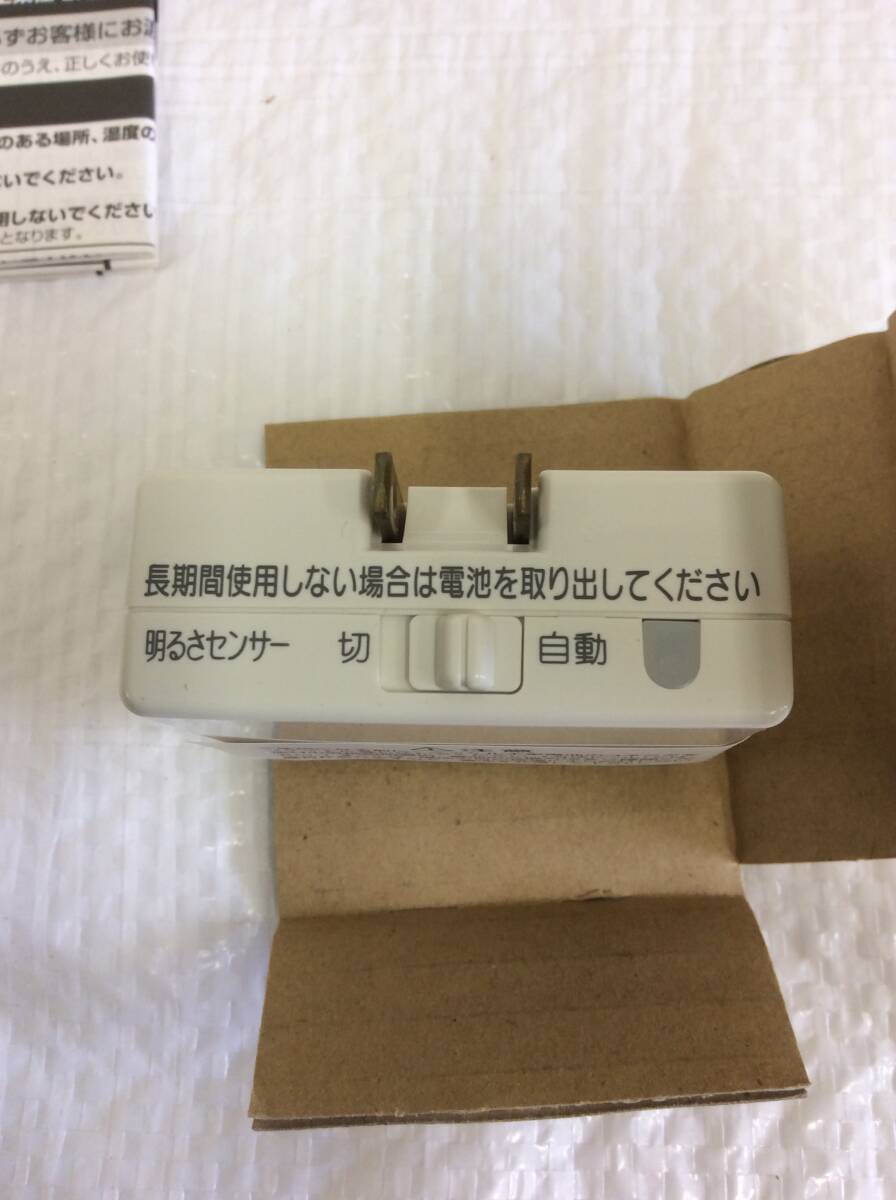 ずお客様にお
のうえ、正しくお使
のある場所、湿度の
いでください。
用しないでください
となります。
長期間使用しない場合は電池を取り出してください
明るさセンサー 切 自動